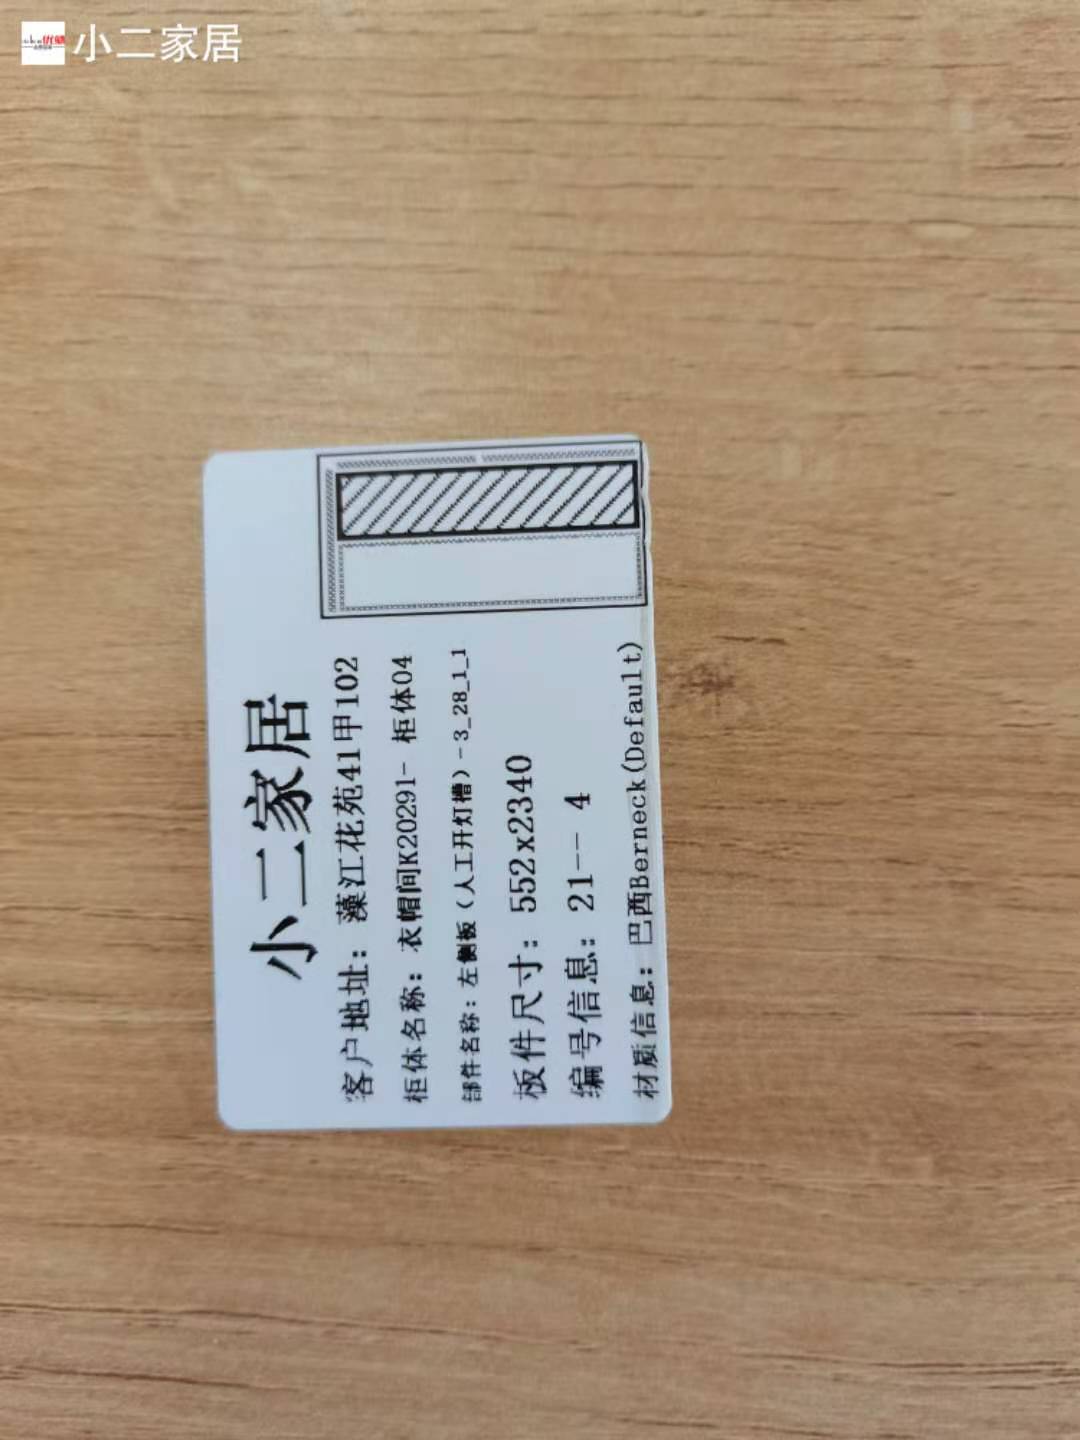 小二家居
小二家居
客户地址：藻江花苑41甲102
柜体名称：衣帽间K20291- 柜体04
部件名称：左侧板（人工开灯槽）-3_28_1_1
板件尺寸：552x2340
编号信息：21-- 4
材质信息：巴西Berneck(Default)